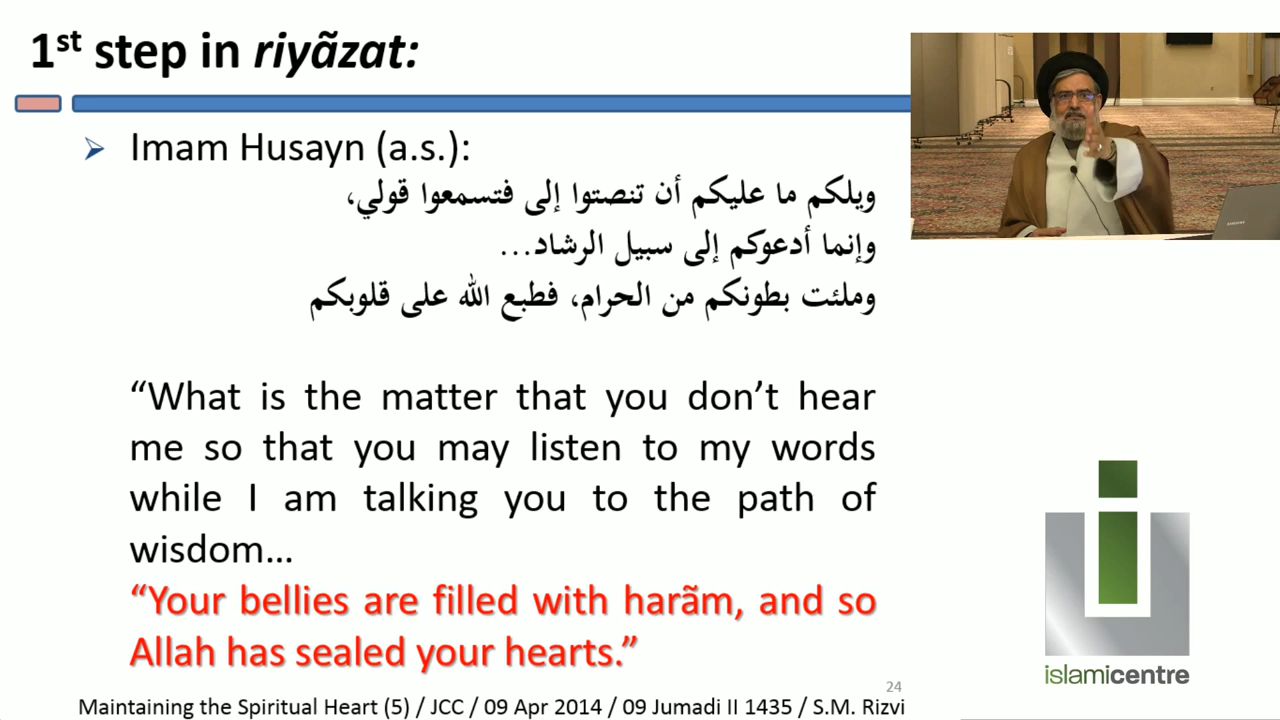 1st step in riyãzat:
Imam Husayn (a.s.):
ويلكم ما عليكم أن تنصتوا إلى فتسمعوا قولي،
وإنما أدعوكم إلى سبيل الرشاد...
وملئت بطونكم من الحرام، فطبع الله على قلوبكم
“What is the matter that you don’t hear
me so that you may listen to my words
while I am talking you to the path of
wisdom...
“Your bellies are filled with harãm, and so
Allah has sealed your hearts.”
islamicentre
24
Maintaining the Spiritual Heart (5) / JCC / 09 Apr 2014 / 09 Jumadi II 1435 / S.M. Rizvi
SAMSUNG